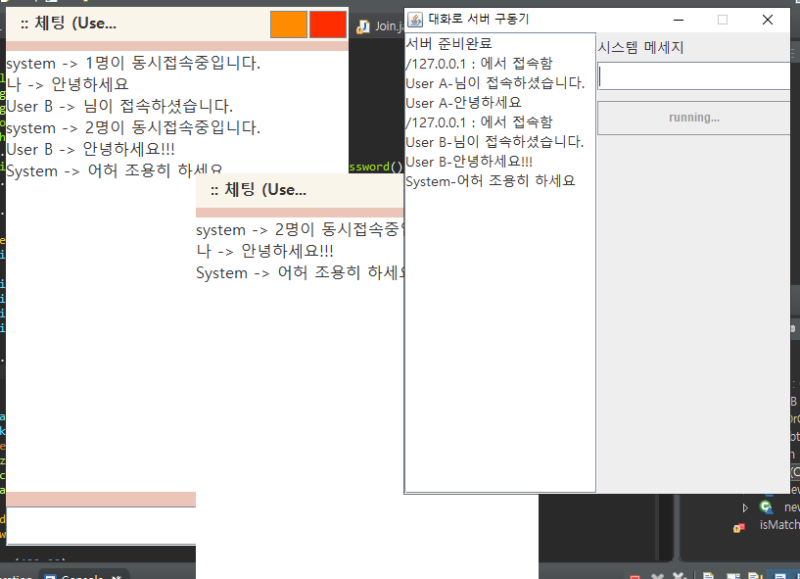 :: 채팅 (Use...
system -> 1명이 동시접속중입니다.
나 -> 안녕하세요
User B -> 님이 접속하셨습니다.
system -> 2명이 동시접속중입니다.
User B -> 안녕하세요!!!
System -> 어허 조용히 하세요
:: 채팅 (Use...
system -> 2명이 동시접속중
나 -> 안녕하세요!!!
System -> 어허 조용히 하세요
Join.ja
ssword()
대화로 서버 구동기
서버 준비완료
/127.0.0.1 : 에서 접속함
User A-님이 접속하셨습니다.
User A-안녕하세요
/127.0.0.1 : 에서 접속함
User B-님이 접속하셨습니다.
User B-안녕하세요!!!
System-어허 조용히 하세요
시스템 메세지
running...
isMatch
Console